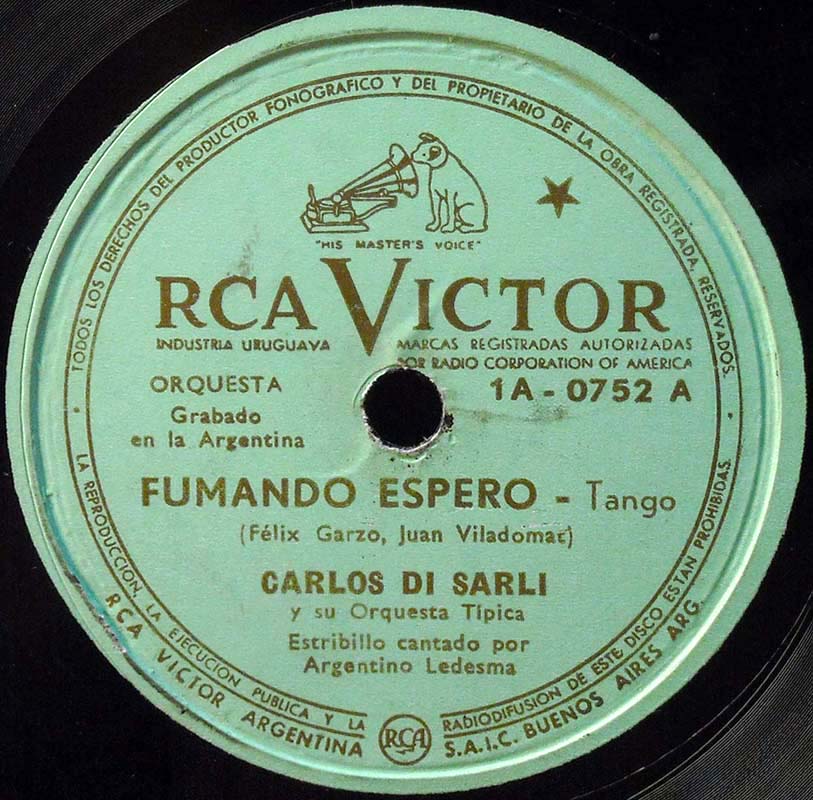 TODOS LOS DERECHOS DEL PRODUCTOR FONOGRAFICO Y DEL PROPIETARIO DE LA OBRA REGISTRADA, RESERVADOS.
"HIS MASTER'S VOICE"
RCA VICTOR
INDUSTRIA URUGUAYA
MARCAS REGISTRADAS AUTORIZADAS
POR RADIO CORPORATION OF AMERICA
ORQUESTA
1A - 0752 A
Grabado
en la Argentina
FUMANDO ESPERO - Tango
(Félix Garzo, Juan Viladomat)
CARLOS DI SARLI
y su Orquesta Típica
Estribillo cantado por
Argentino Ledesma
LA REPRODUCCION, LA EJECUCION PUBLICA Y LA RADIODIFUSION DE ESTE DISCO ESTAN PROHIBIDAS.
RCA VICTOR ARGENTINA RCA S.A.I.C. BUENOS AIRES ARG.